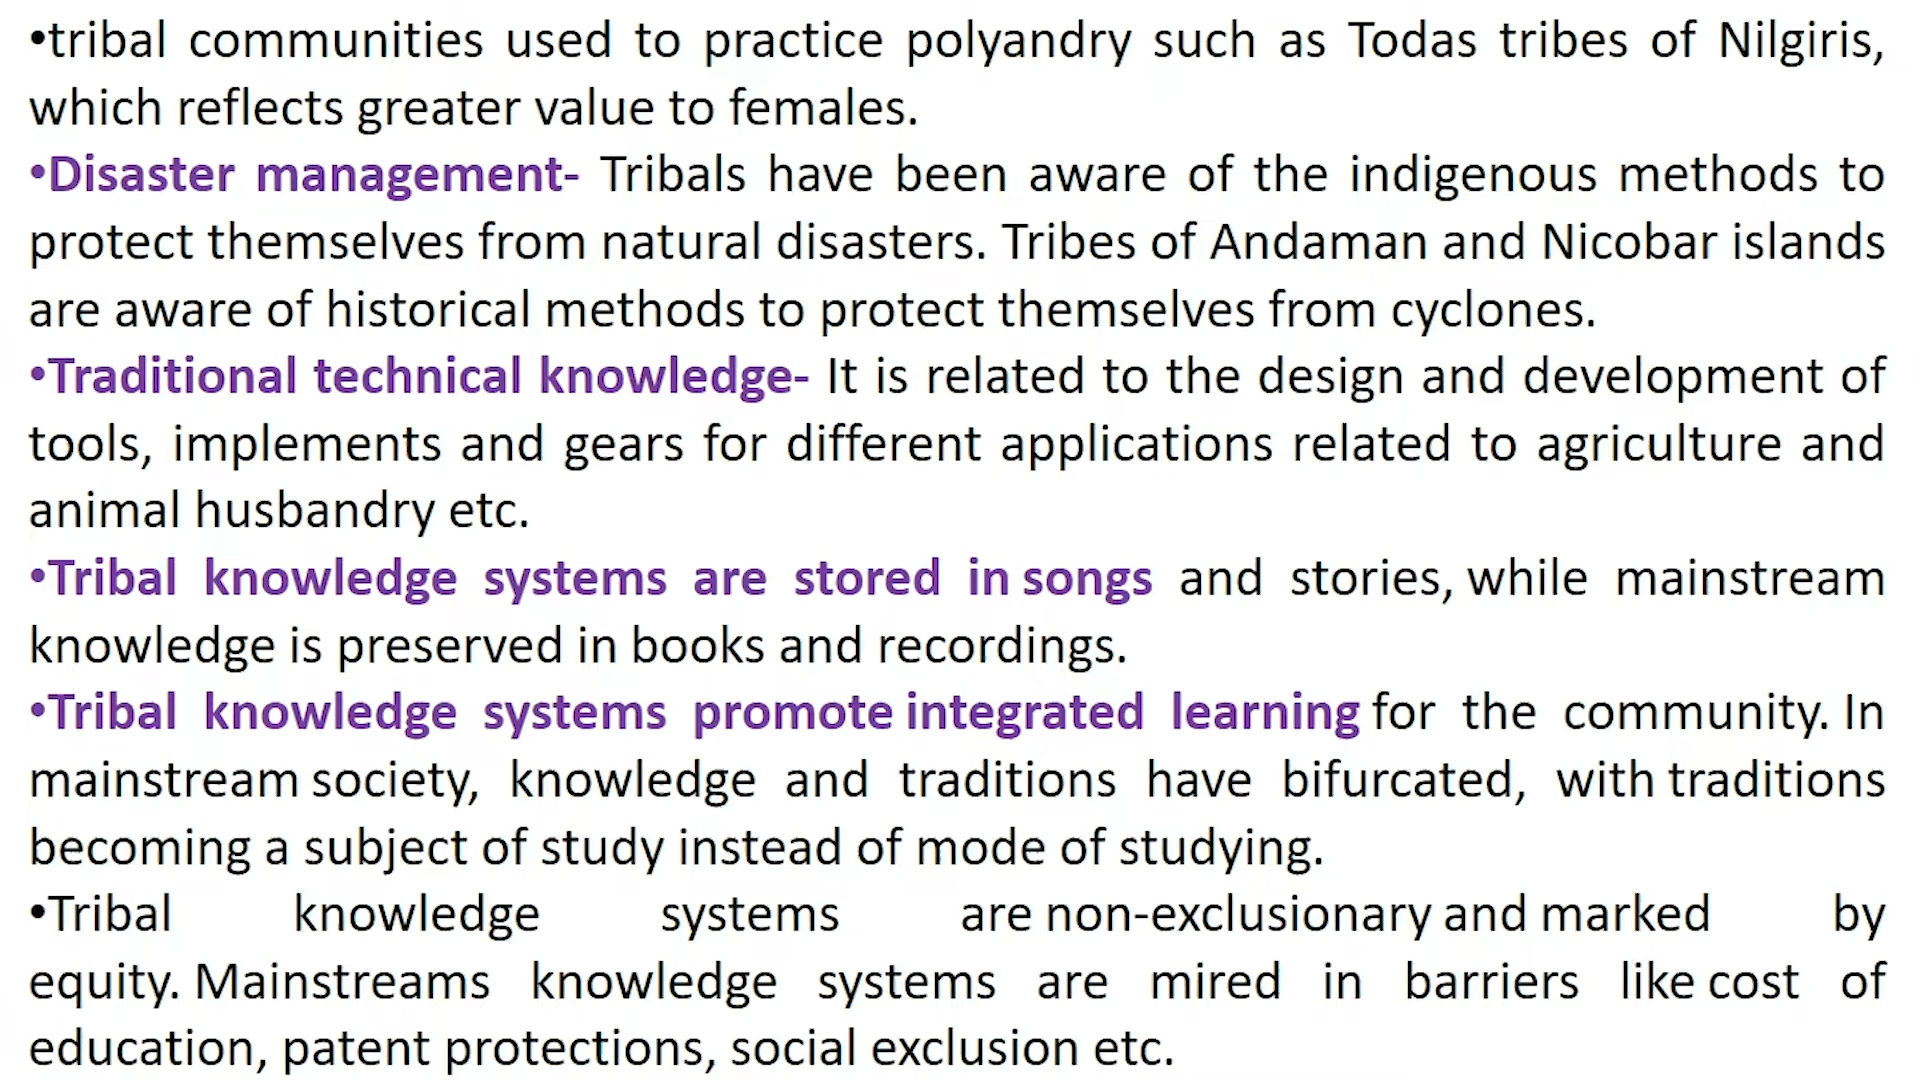 •tribal communities used to practice polyandry such as Todas tribes of Nilgiris,
which reflects greater value to females.
•Disaster management- Tribals have been aware of the indigenous methods to
protect themselves from natural disasters. Tribes of Andaman and Nicobar islands
are aware of historical methods to protect themselves from cyclones.
•Traditional technical knowledge- It is related to the design and development of
tools, implements and gears for different applications related to agriculture and
animal husbandry etc.
•Tribal knowledge systems are stored in songs and stories, while mainstream
knowledge is preserved in books and recordings.
•Tribal knowledge systems promote integrated learning for the community. In
mainstream society, knowledge and traditions have bifurcated, with traditions
becoming a subject of study instead of mode of studying.
•Tribal knowledge systems are non-exclusionary and marked by
equity. Mainstreams knowledge systems are mired in barriers like cost of
education, patent protections, social exclusion etc.